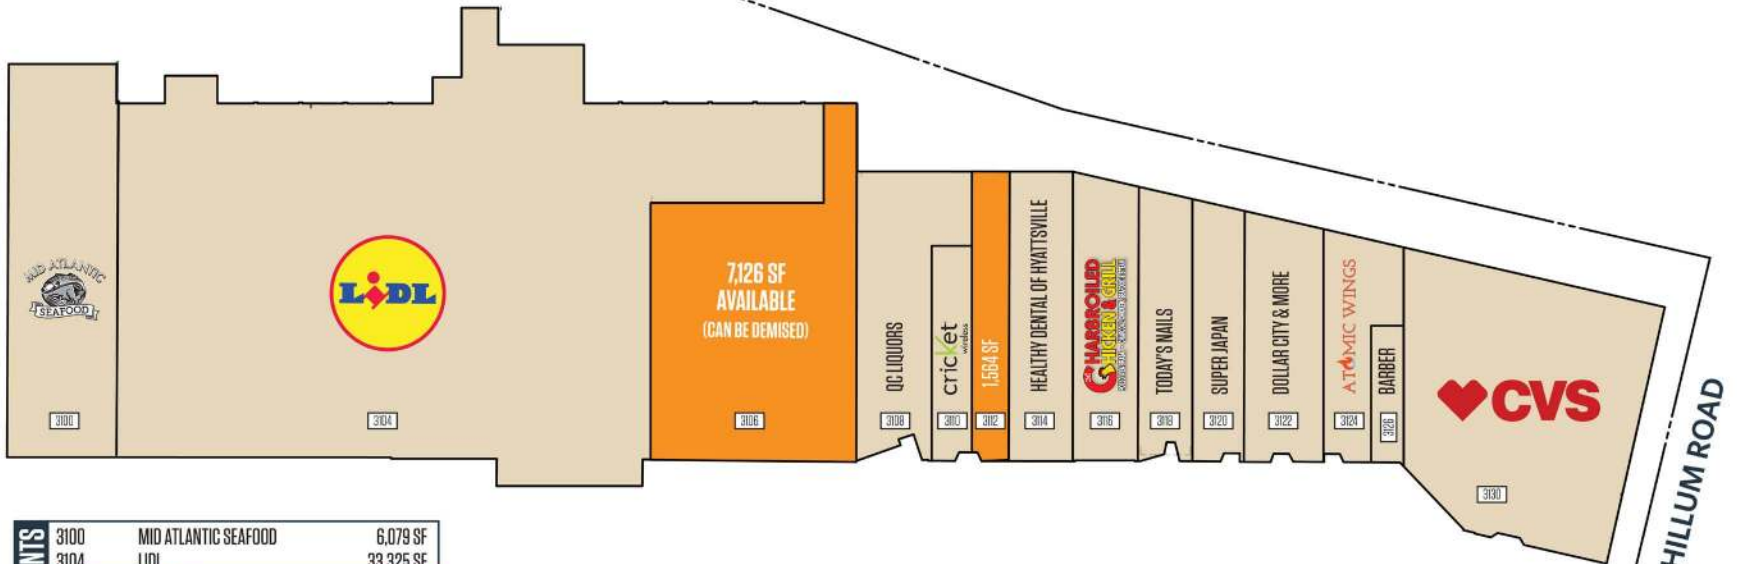 MID ATLANTIC
SEAFOOD
3100
LIDL
3104
7,126 SF
AVAILABLE
(CAN BE DEMISED)
3106
QC LIQUORS
3108
cricket
wireless
3110
1,564 SF
3112
HEALTHY DENTAL OF HYATTSVILLE
3114
CHARBROILED
CHICKEN & GRILL
3116
TODAY'S NAILS
3118
SUPER JAPAN
3120
DOLLAR CITY & MORE
3122
ATOMIC WINGS
3124
BARBER
3126
CVS
3130
HILLUM ROAD
NTS
3100 MID ATLANTIC SEAFOOD 6,079 SF
3104 LIDL 33,325 SF